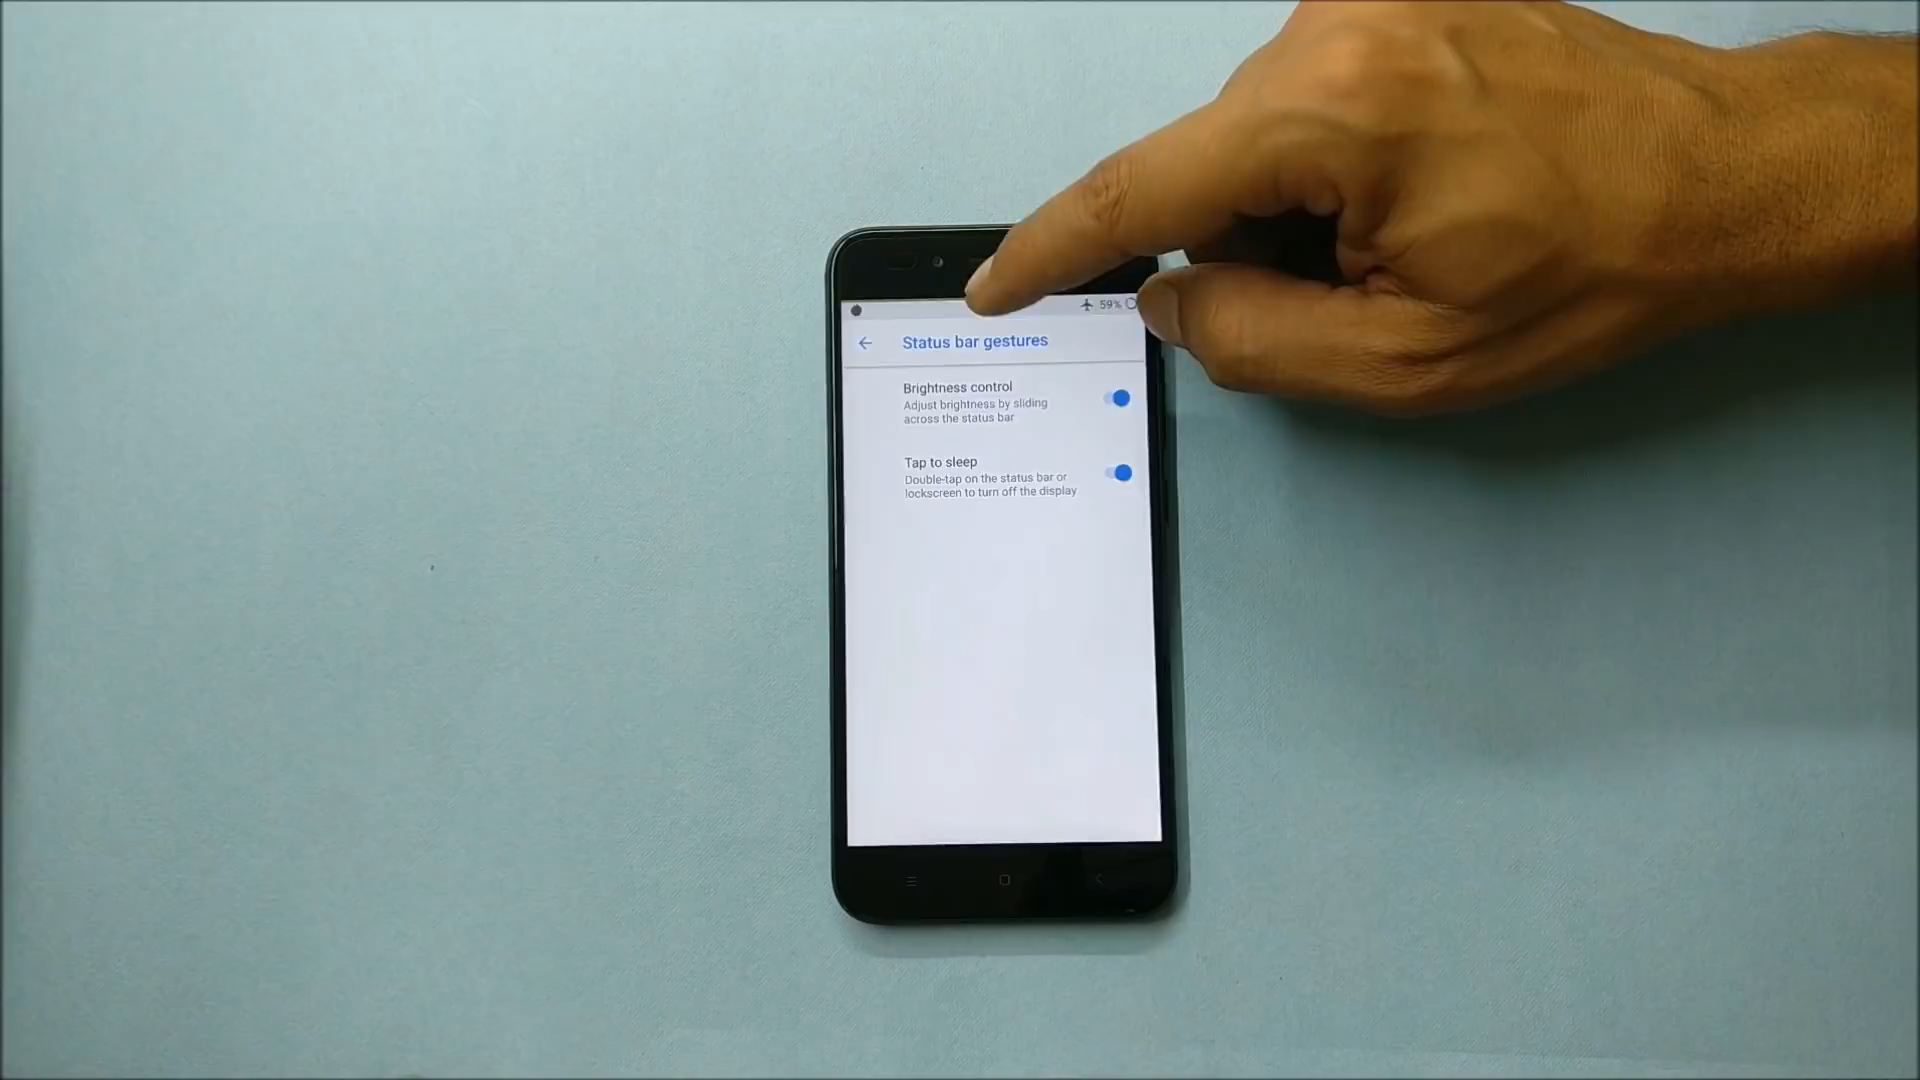 59%
Status bar gestures
Brightness control
Adjust brightness by sliding
across the status bar
Tap to sleep
Double-tap on the status bar or
lockscreen to turn off the display